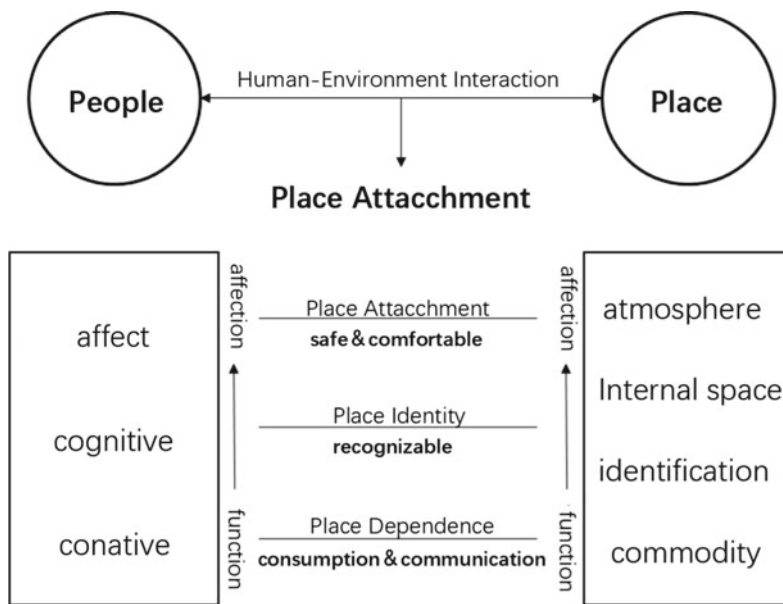 People
Human-Environment Interaction
Place
Place Attacchment
affect
cognitive
conative
affection
function
Place Attacchment
safe & comfortable
Place Identity
recognizable
Place Dependence
consumption & communication
affection
function
atmosphere
Internal space
identification
commodity